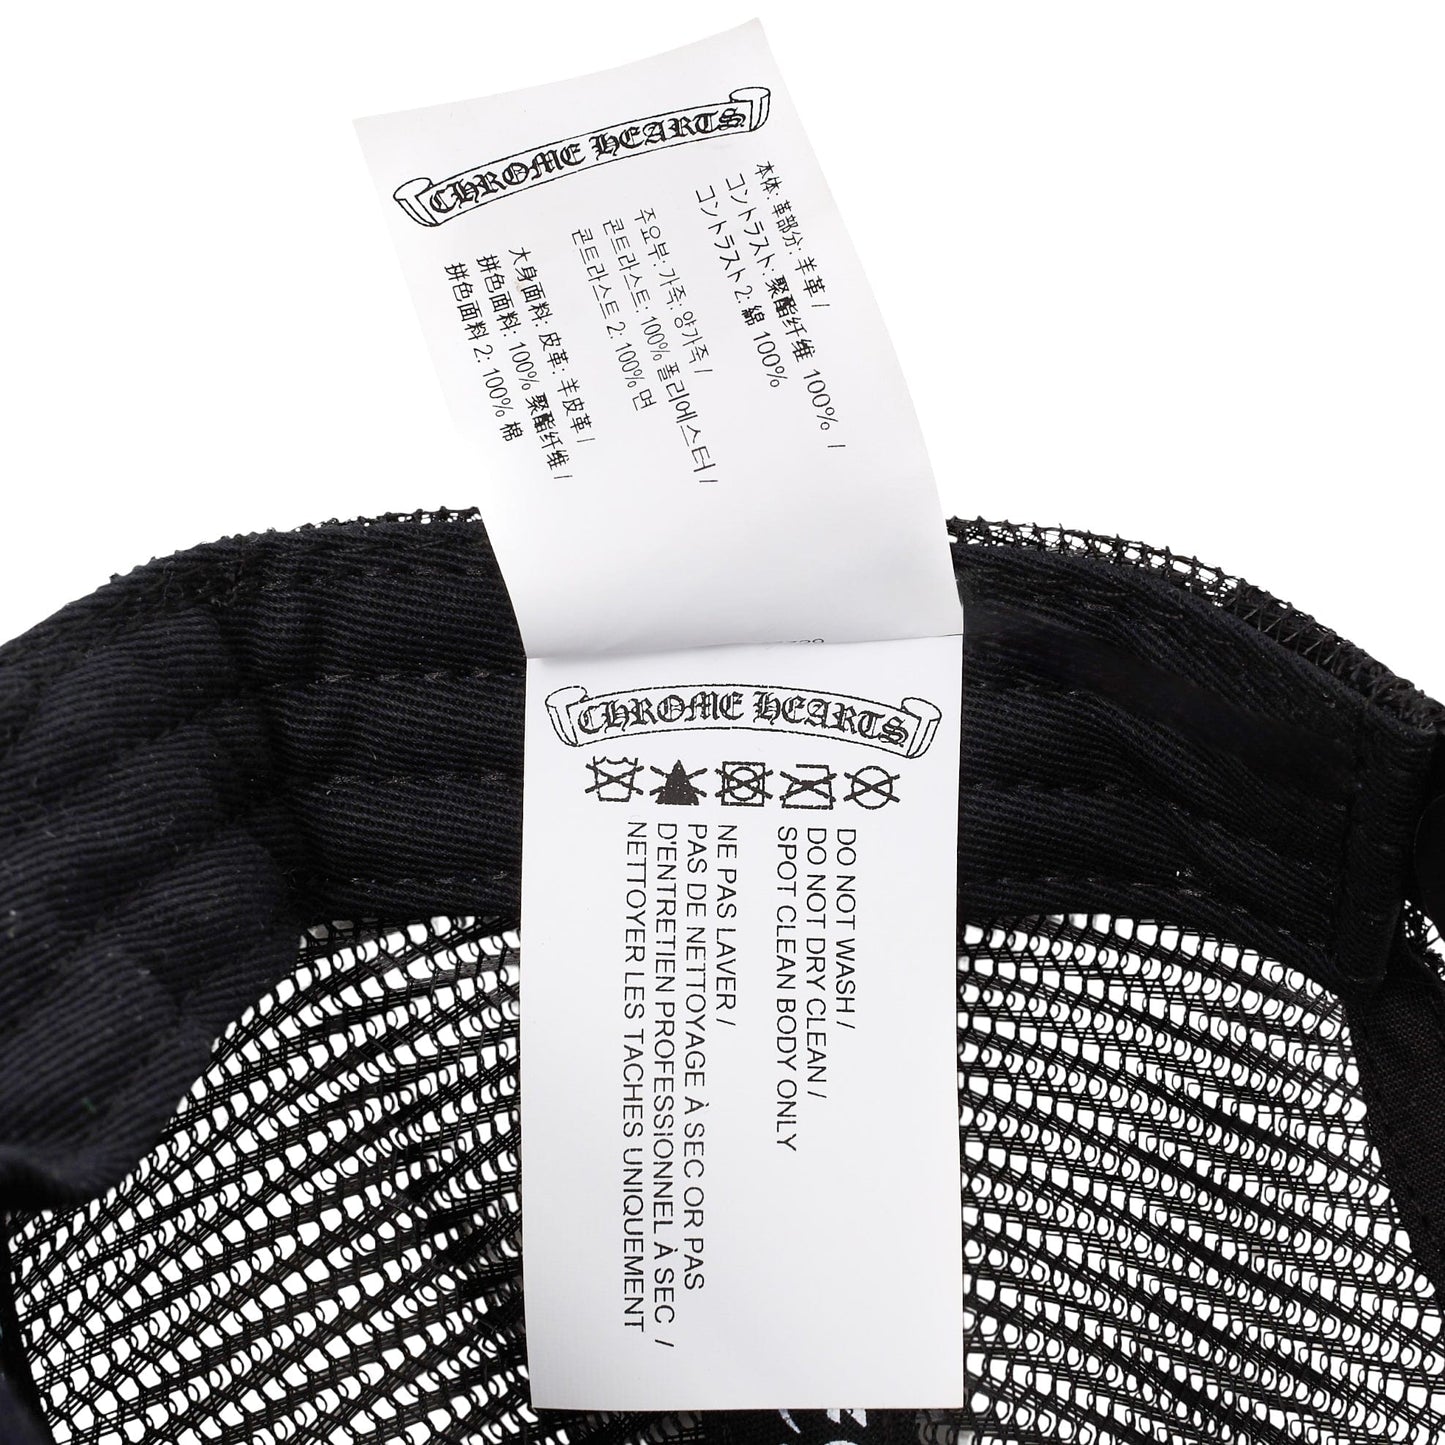 CHROME HEARTS
本体: 革部分: 羊革 /
コントラスト: 聚酯纤维 100% /
コントラスト 2: 綿 100%
주요부: 가죽: 양가죽 /
콘트라스트: 100% 폴리에스터 /
콘트라스트 2: 100% 면
大身面料: 皮革: 羊皮革 /
拼色面料: 100% 聚酯纤维 /
拼色面料 2: 100% 棉
CHROME HEARTS
DO NOT WASH /
DO NOT DRY CLEAN /
SPOT CLEAN BODY ONLY
NE PAS LAVER /
PAS DE NETTOYAGE À SEC OR PAS
D'ENTRETIEN PROFESSIONNEL À SEC /
NETTOYER LES TACHES UNIQUEMENT